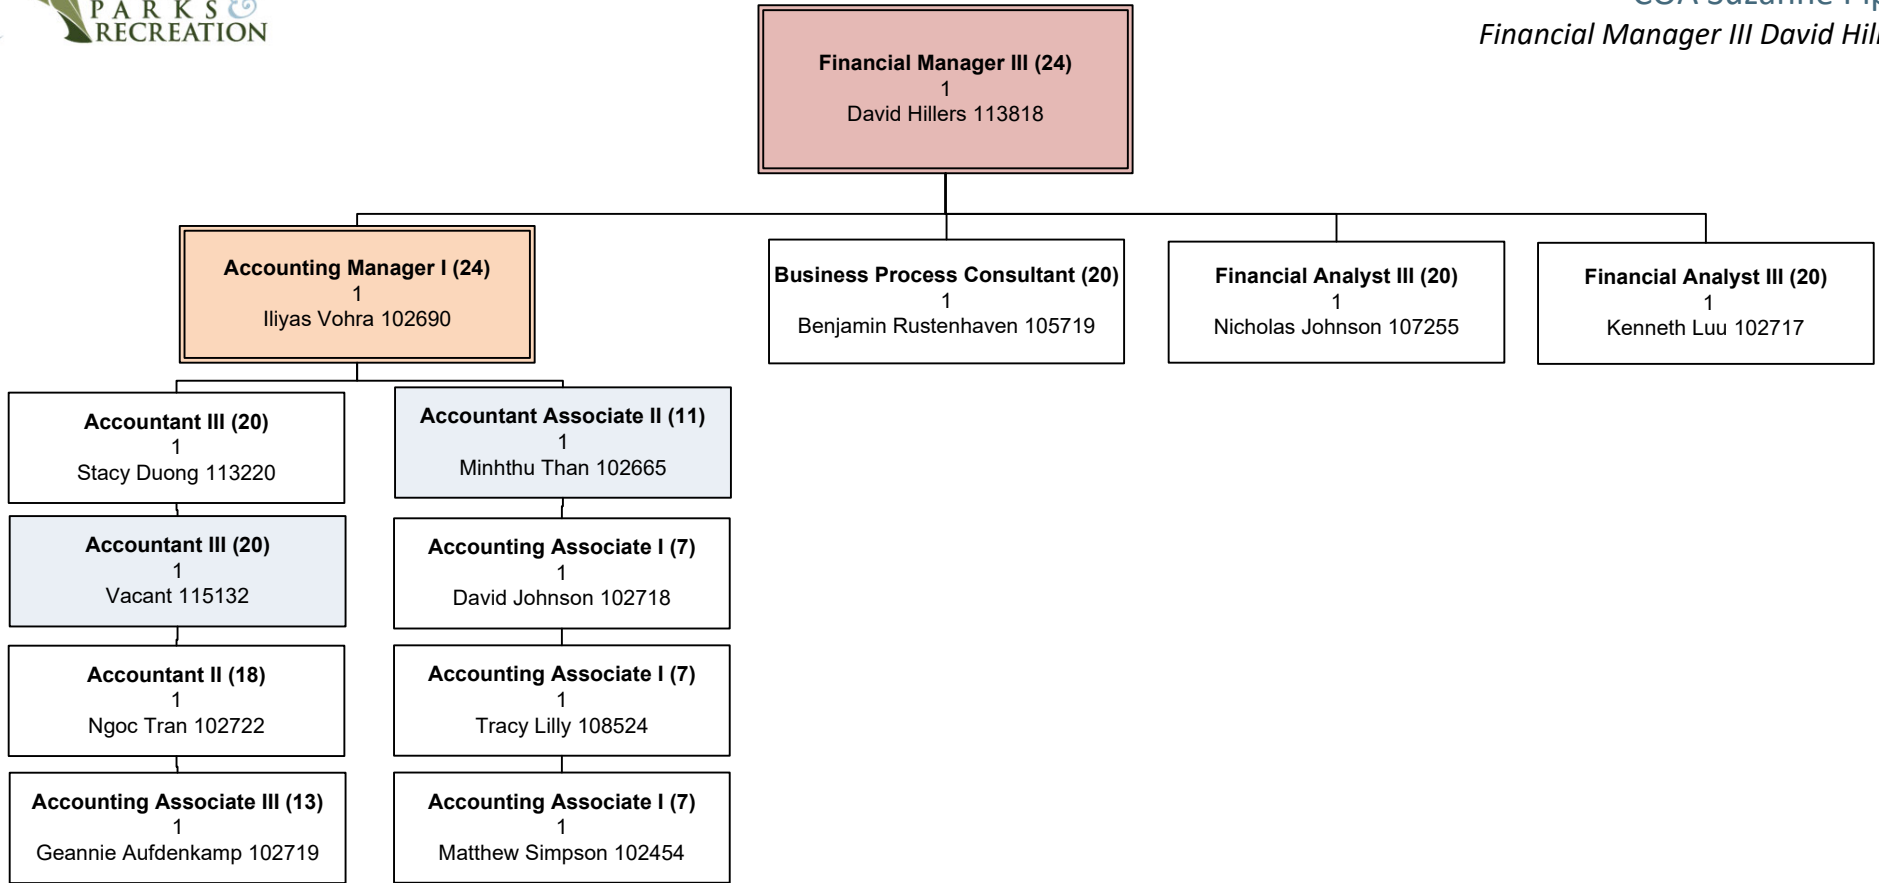 PARKS &
RECREATION
COA Suzanne
Financial Manager III David
Financial Manager III (24)
1
David Hillers 113818
Accounting Manager I (24)
1
Iliyas Vohra 102690
Business Process Consultant (20)
1
Benjamin Rustenhaven 105719
Financial Analyst III (20)
1
Nicholas Johnson 107255
Financial Analyst III (20)
1
Kenneth Luu 102717
Accountant III (20)
1
Stacy Duong 113220
Accountant Associate II (11)
1
Minhthu Than 102665
Accountant III (20)
1
Vacant 115132
Accounting Associate I (7)
1
David Johnson 102718
Accountant II (18)
1
Ngoc Tran 102722
Accounting Associate I (7)
1
Tracy Lilly 108524
Accounting Associate III (13)
1
Geannie Aufdenkamp 102719
Accounting Associate I (7)
1
Matthew Simpson 102454